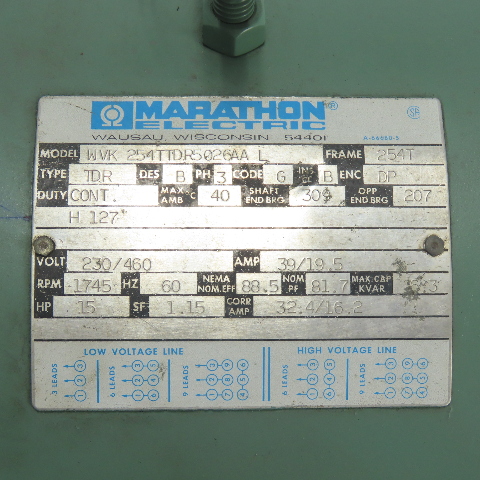 MARATHON ®
ELECTRIC
WAUSAU, WISCONSIN 54401
MODEL WVK 254TTDR5026AA L FRAME 254T
TYPE TDR DES B PH 3 CODE G INS CL B ENC DP
DUTY CONT. MAX AMB °C 40 SHAFT END BRG 309 OPP END BRG 207
H 127
VOLT 230/460 AMP 39/19.5
RPM 1745 HZ 60 NEMA NOM. EFF 88.5 NOM PF 81.7 MAX. CAP KVAR
HP 15 SF 1.15 CORR AMP 32.4/16.2
LOW VOLTAGE LINE HIGH VOLTAGE LINE
3 LEADS 6 LEADS 9 LEADS 6 LEADS 9 LEADS